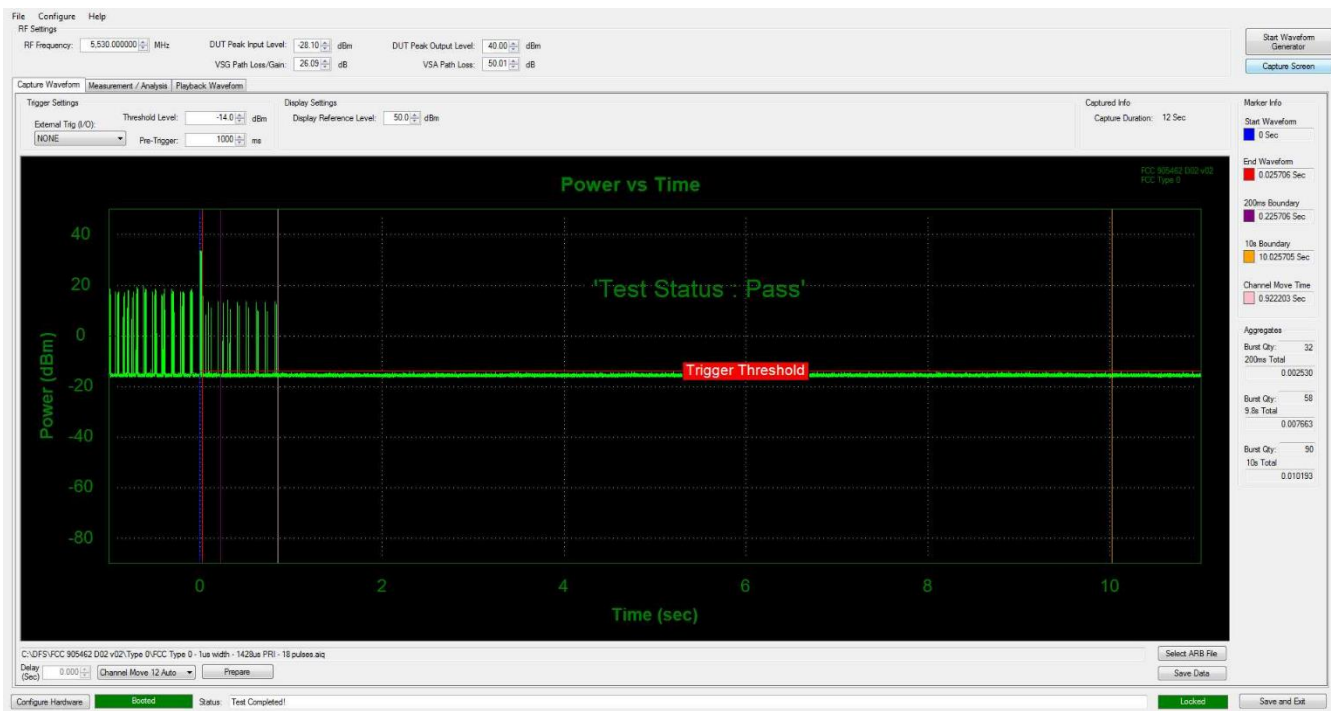 File Configure Help
RF Settings
RF Frequency: 5,530.000000 MHz DUT Peak Input Level: -28.10 dBm DUT Peak Output Level: 40.00 dBm
VSG Path Loss/Gain: 26.09 dB VSA Path Loss: 50.01 dB
Start Waveform Generator
Capture Screen
Capture Waveform Measurement / Analysis Playback Waveform
Trigger Settings
External Trig (I/O): Threshold Level: -14.0 dBm
NONE Pre-Trigger: 1000 ms
Display Settings
Display Reference Level: 50.0 dBm
Captured Info
Capture Duration: 12 Sec
Power vs Time
FCC 905462 D02 v02
FCC Type 0
'Test Status : Pass'
Trigger Threshold
Power (dBm)
40
20
0
-20
-40
-60
-80
0 2 4 6 8 10
Time (sec)
Marker Info
Start Waveform
0 Sec
End Waveform
0.025706 Sec
200ms Boundary
0.225706 Sec
10s Boundary
10.025705 Sec
Channel Move Time
0.922203 Sec
Aggregates
Burst Qty: 32
200ms Total
0.002530
Burst Qty: 58
9.8s Total
0.007663
Burst Qty: 90
10s Total
0.010193
C:\DFS\FCC 905462 D02 v02\Type 0\FCC Type 0 - 1us width - 1428us PRI - 18 pulses.aiq
Select ARB File
Delay (Sec) 0.000 Channel Move 12 Auto Prepare
Save Data
Configure Hardware Booted Status: Test Completed! Locked Save and Exit